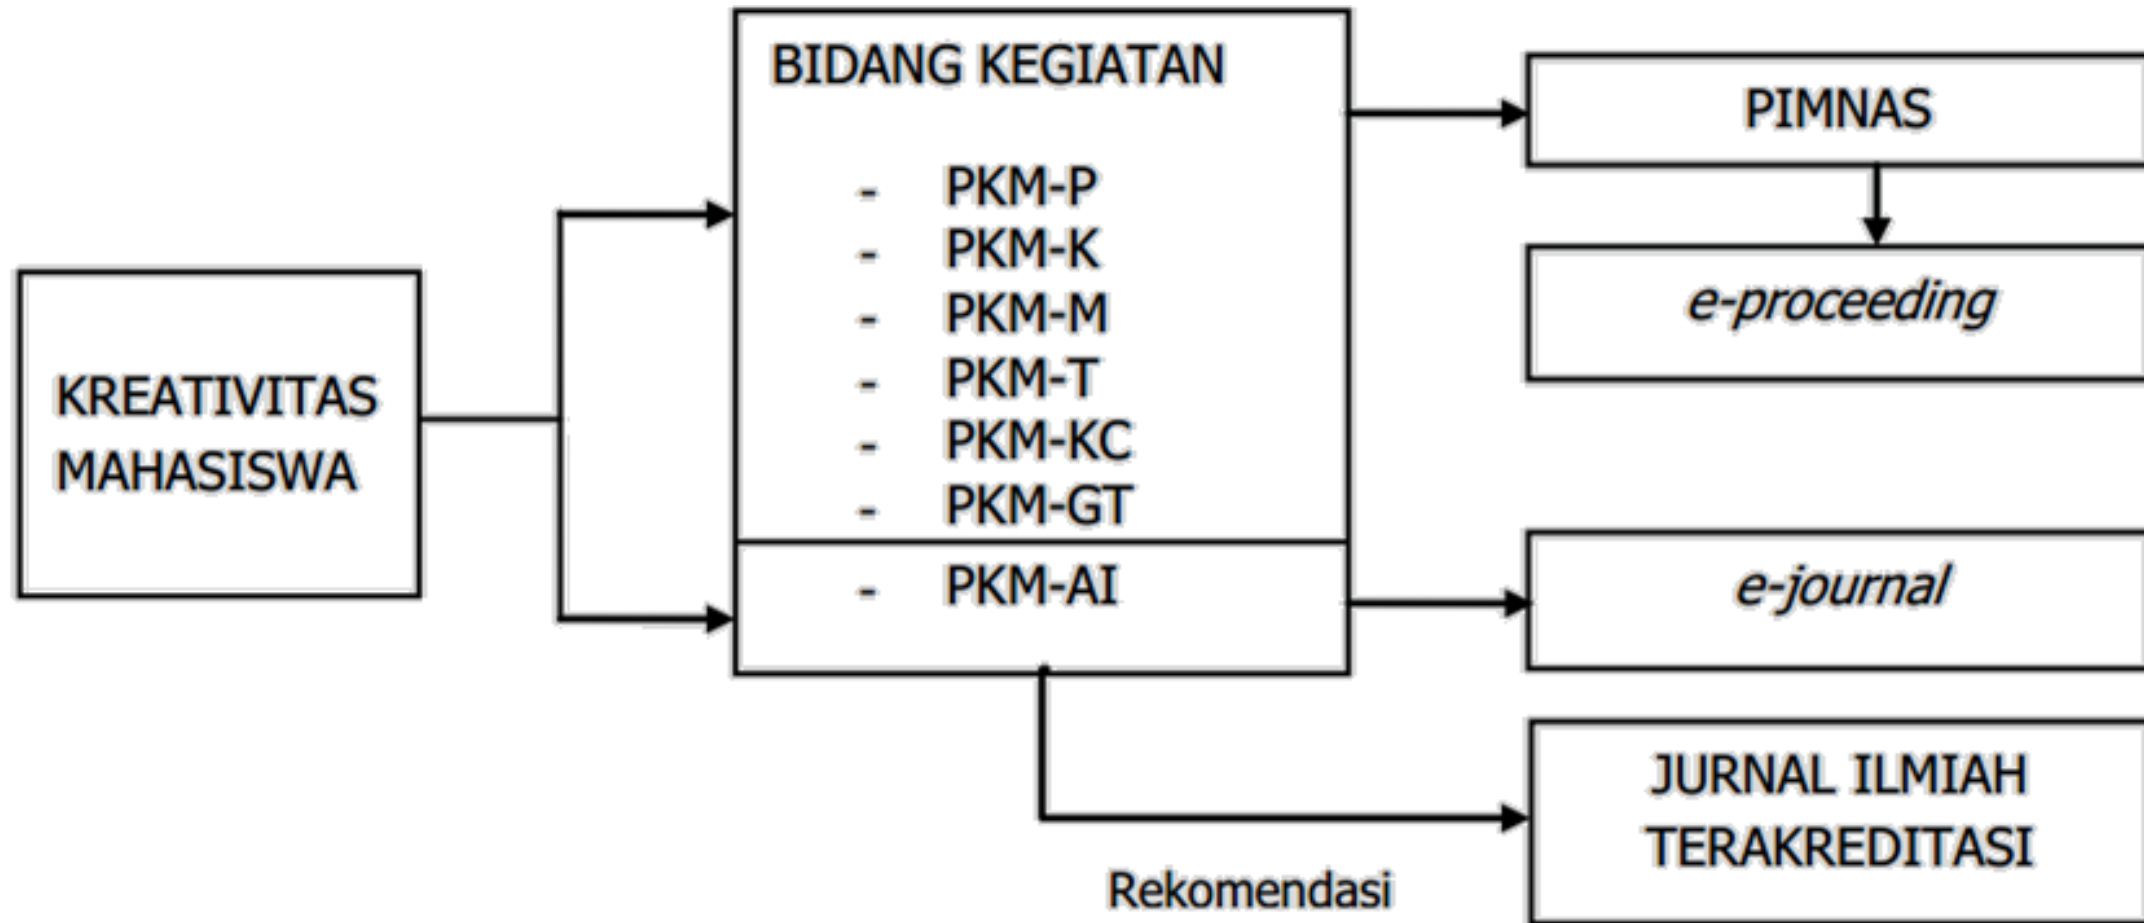 KREATIVITAS
MAHASISWA
BIDANG KEGIATAN
- PKM-P
- PKM-K
- PKM-M
- PKM-T
- PKM-KC
- PKM-GT
- PKM-AI
PIMNAS
e-proceeding
e-journal
JURNAL ILMIAH
TERAKREDITASI
Rekomendasi